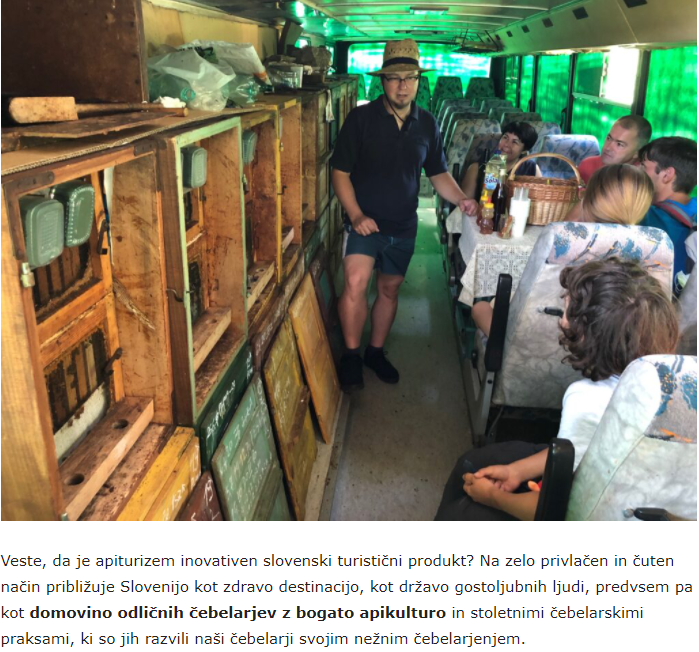 Veste, da je apiturizem inovativen slovenski turistični produkt? Na zelo privlačen in čuten
način približuje Slovenijo kot zdravo destinacijo, kot državo gostoljubnih ljudi, predvsem pa
kot domovino odličnih čebelarjev z bogato apikulturo in stoletnimi čebelarskimi
praksami, ki so jih razvili naši čebelarji svojim nežnim čebelarjenjem.